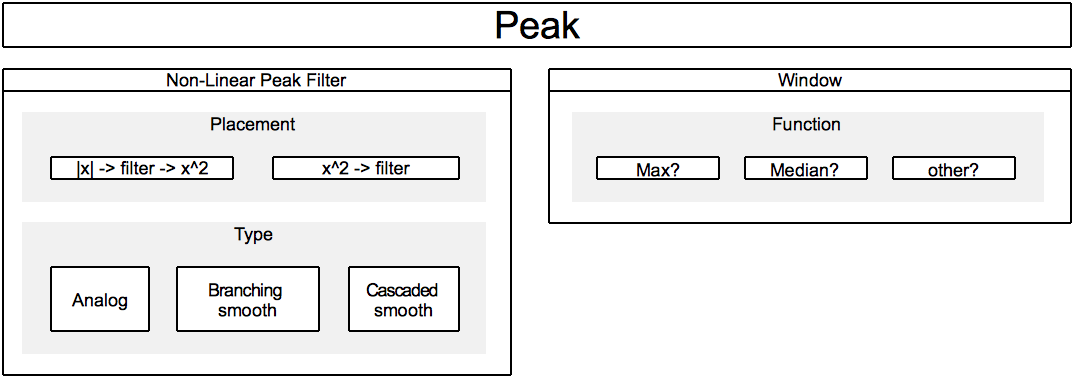 Peak
Non-Linear Peak Filter
Placement
|x| -> filter -> x^2
x^2 -> filter
Type
Analog
Branching
smooth
Cascaded
smooth
Window
Function
Max?
Median?
other?